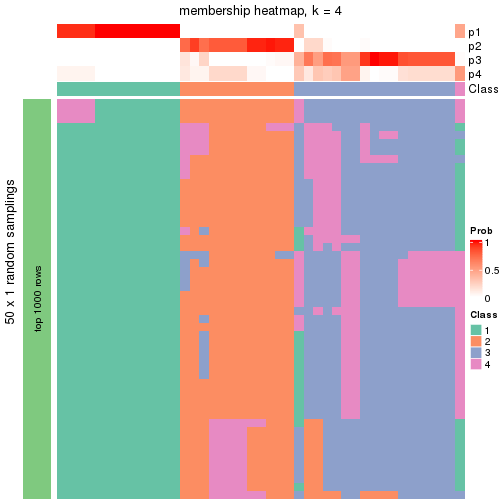 membership heatmap, k = 4
p1
p2
p3
p4
Class
50 x 1 random samplings
top 1000 rows
Prob
1
0.5
0
Class
1
2
3
4